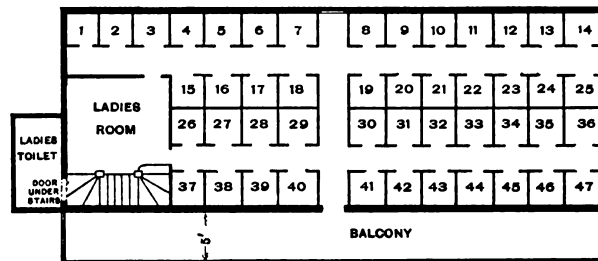 1 2 3 4 5 6 7 8 9 10 11 12 13 14
15 16 17 18 19 20 21 22 23 24 25
LADIES
ROOM
26 27 28 29 30 31 32 33 34 35 36
LADIES
TOILET
DOOR
UNDER
STAIRS
37 38 39 40 41 42 43 44 45 46 47
5'
BALCONY